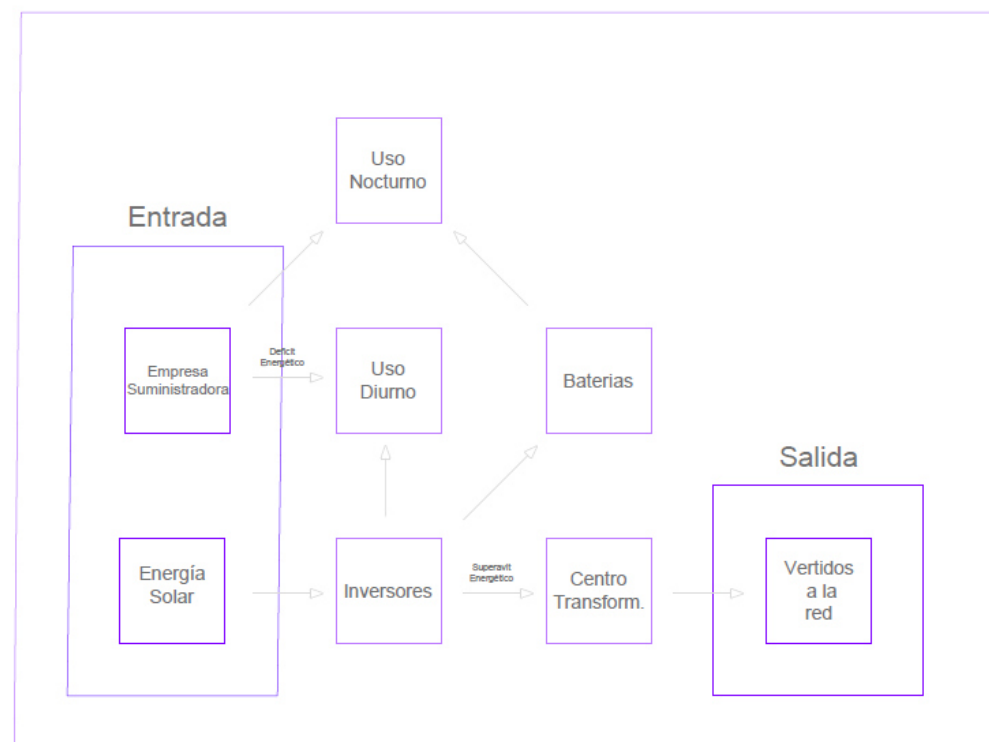 Uso
Nocturno
Entrada
Empresa
Suministradora
Deficit
Energético
Uso
Diurno
Baterias
Salida
Energía
Solar
Inversores
Superavit
Energético
Centro
Transform.
Vertidos
a la
red